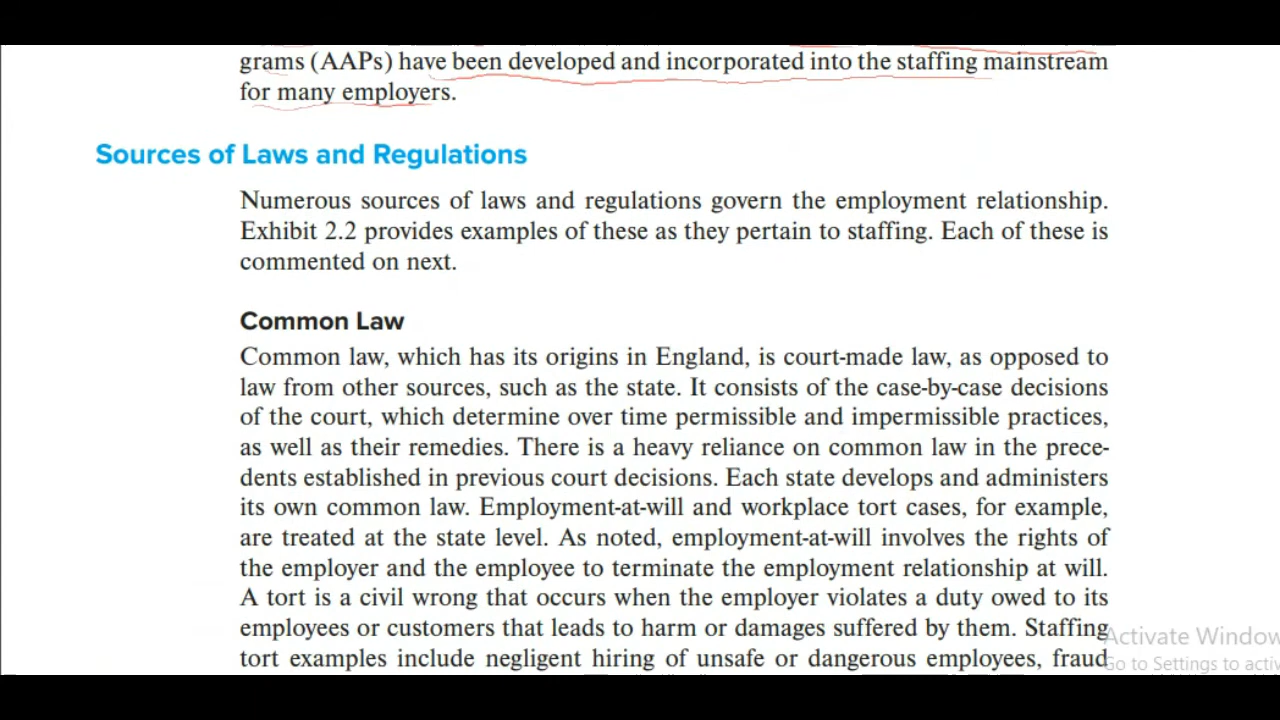 grams (AAPs) have been developed and incorporated into the staffing mainstream
for many employers.
Sources of Laws and Regulations
Numerous sources of laws and regulations govern the employment relationship.
Exhibit 2.2 provides examples of these as they pertain to staffing. Each of these is
commented on next.
Common Law
Common law, which has its origins in England, is court-made law, as opposed to
law from other sources, such as the state. It consists of the case-by-case decisions
of the court, which determine over time permissible and impermissible practices,
as well as their remedies. There is a heavy reliance on common law in the prece-
dents established in previous court decisions. Each state develops and administers
its own common law. Employment-at-will and workplace tort cases, for example,
are treated at the state level. As noted, employment-at-will involves the rights of
the employer and the employee to terminate the employment relationship at will.
A tort is a civil wrong that occurs when the employer violates a duty owed to its
employees or customers that leads to harm or damages suffered by them. Staffing
tort examples include negligent hiring of unsafe or dangerous employees, fraud
Activate Window
Go to Settings to activ